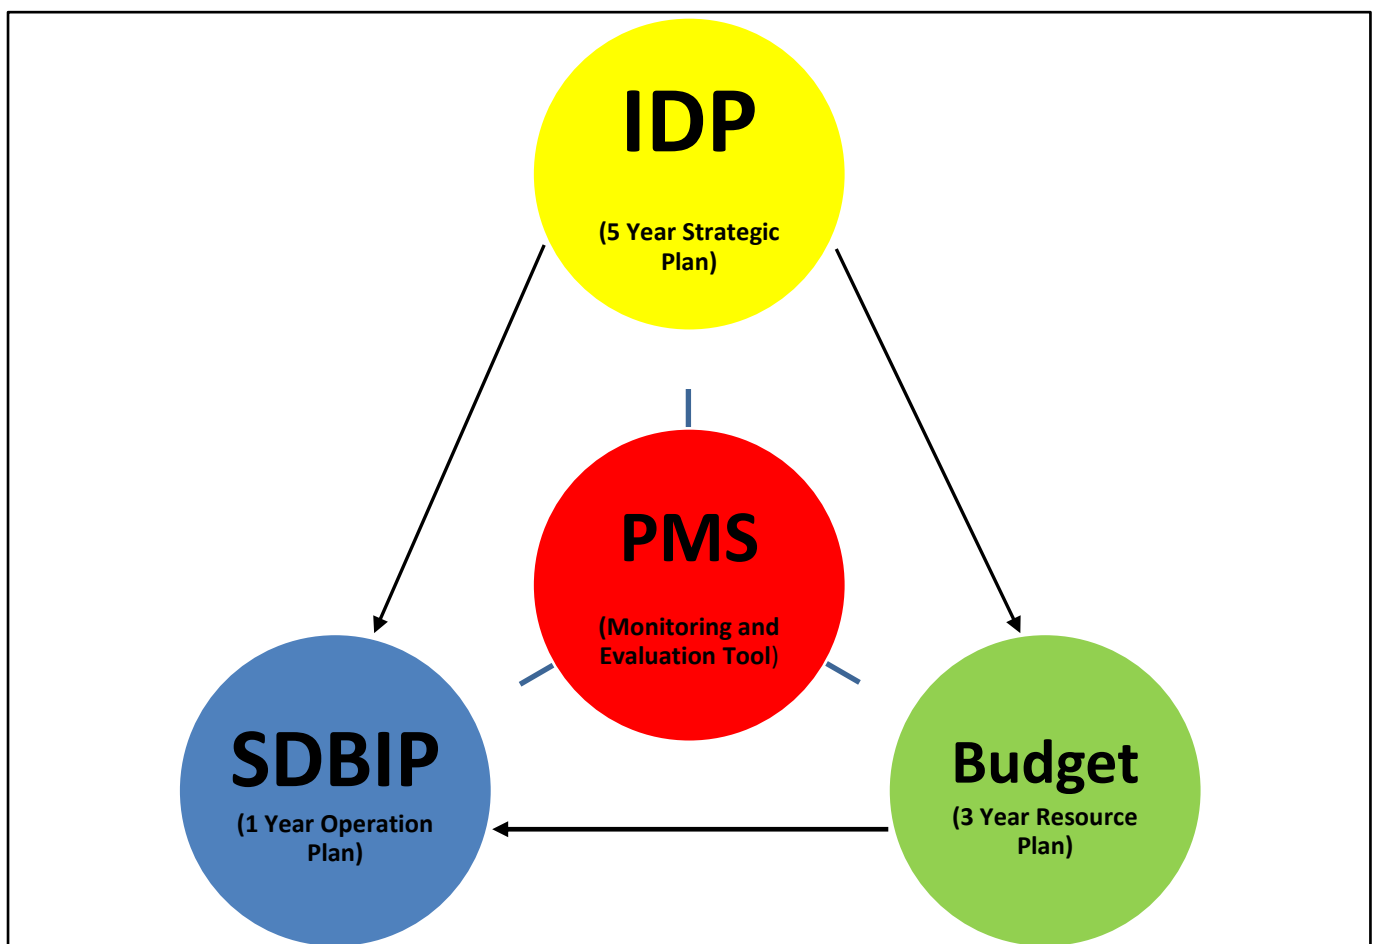 IDP
(5 Year Strategic
Plan)
PMS
(Monitoring and
Evaluation Tool)
SDBIP
(1 Year Operation
Plan)
Budget
(3 Year Resource
Plan)